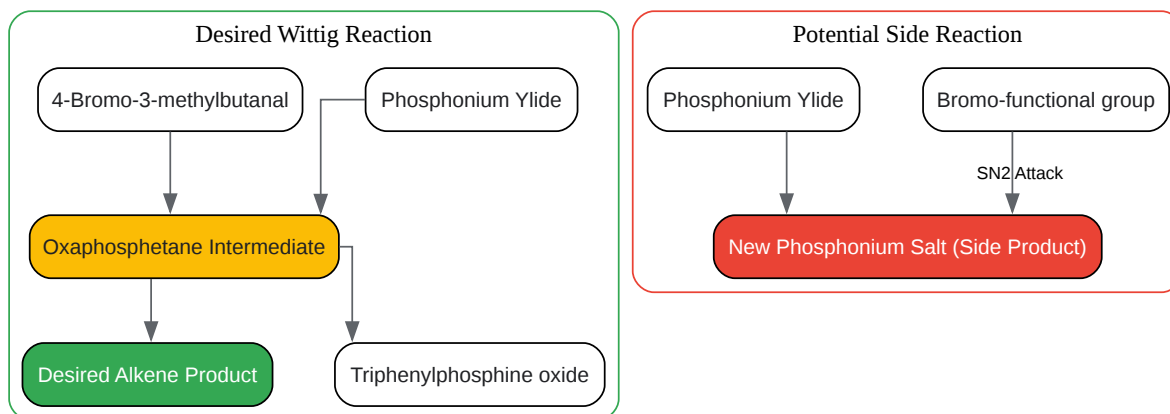 Desired Wittig Reaction
4-Bromo-3-methylbutanal
Phosphonium Ylide
Oxaphosphetane Intermediate
Desired Alkene Product
Triphenylphosphine oxide
Potential Side Reaction
Phosphonium Ylide
Bromo-functional group
SN2 Attack
New Phosphonium Salt (Side Product)